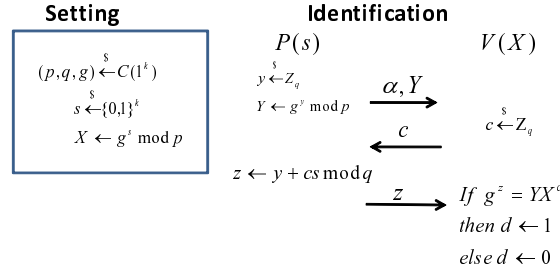 Setting
Identification
P(s)
V(X)
(p,q,g) $← C(1^k)
s $← {0,1}^k
X ← g^s mod p
y $← Z_q
Y ← g^y mod p
α, Y
c $← Z_q
c
z ← y + cs mod q
z
If g^z = YX^c
then d ← 1
else d ← 0